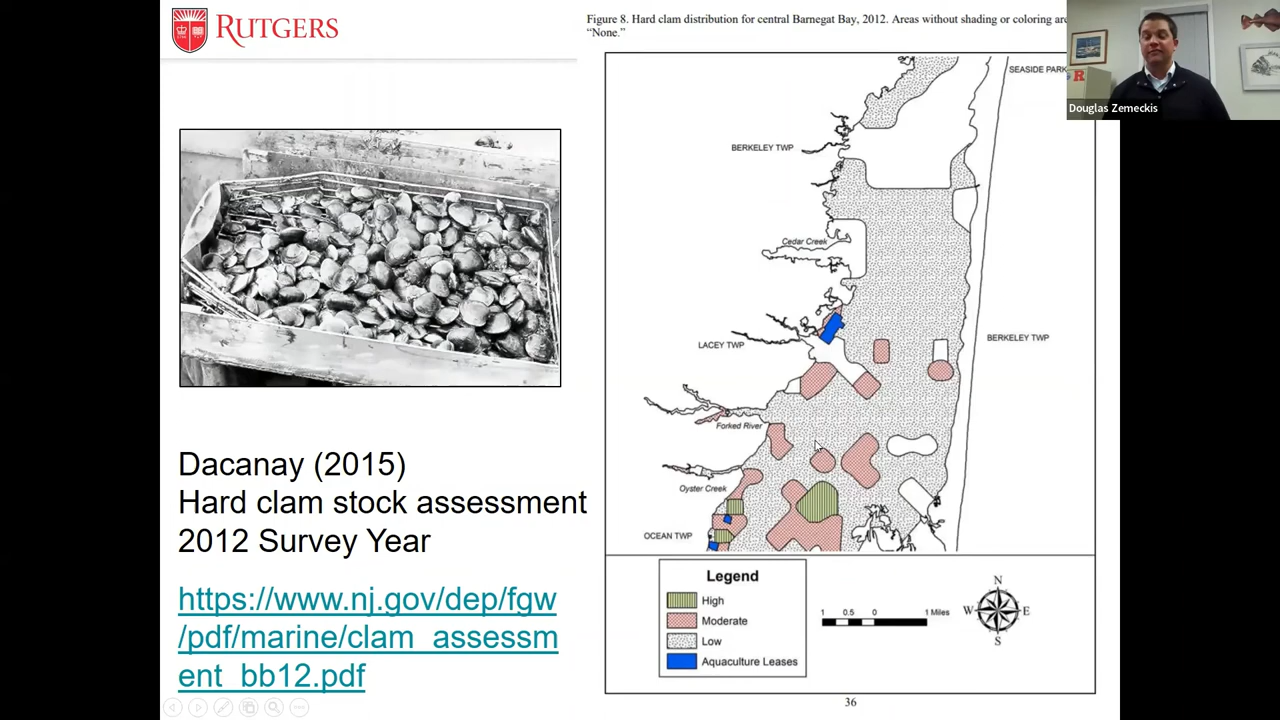 RUTGERS
Figure 8. Hard clam distribution for central Barnegat Bay, 2012. Areas without shading or coloring are
“None.”
Douglas Zemeckis
R
SEASIDE PARK
BERKELEY TWP
Cedar Creek
LACEY TWP
BERKELEY TWP
Forked River
Oyster Creek
OCEAN TWP
Legend
High
Moderate
Low
Aquaculture Leases
1 0.5 0 1 Miles
N
W E
S
36
Dacanay (2015)
Hard clam stock assessment
2012 Survey Year
https://www.nj.gov/dep/fgw
/pdf/marine/clam_assessm
ent_bb12.pdf